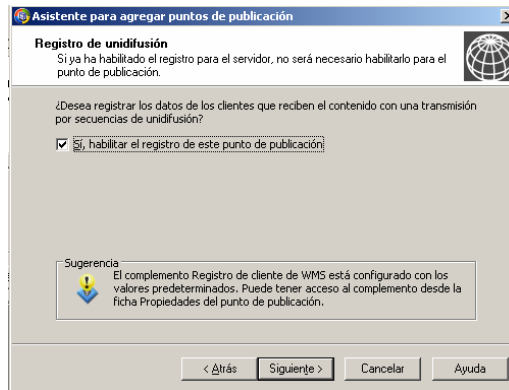 Asistente para agregar puntos de publicación
Registro de unidifusión
Si ya ha habilitado el registro para el servidor, no será necesario habilitarlo para el
punto de publicación.
¿Desea registrar los datos de los clientes que reciben el contenido con una transmisión
por secuencias de unidifusión?
Sí, habilitar el registro de este punto de publicación
Sugerencia
El complemento Registro de cliente de WMS está configurado con los
valores predeterminados. Puede tener acceso al complemento desde la
ficha Propiedades del punto de publicación.
< Atrás Siguiente > Cancelar Ayuda